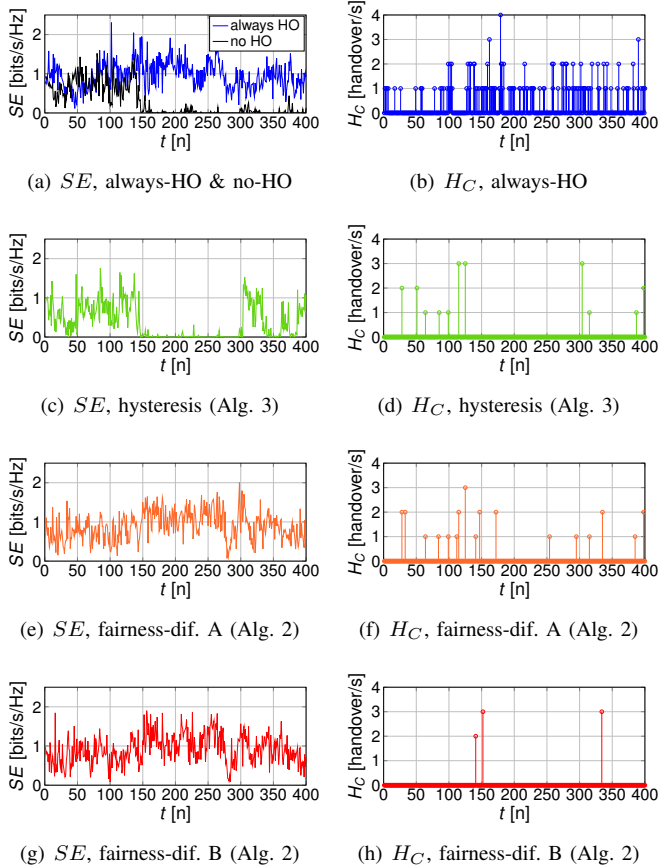 SE [bits/s/Hz]
2
1
0
0 50 100 150 200 250 300 350 400
t [n]
always HO
no HO
(a) SE, always-HO & no-HO
H_C [handover/s]
4
3
2
1
0
0 50 100 150 200 250 300 350 400
t [n]
(b) H_C, always-HO
SE [bits/s/Hz]
2
1
0
0 50 100 150 200 250 300 350 400
t [n]
(c) SE, hysteresis (Alg. 3)
H_C [handover/s]
4
3
2
1
0
0 50 100 150 200 250 300 350 400
t [n]
(d) H_C, hysteresis (Alg. 3)
SE [bits/s/Hz]
2
1
0
0 50 100 150 200 250 300 350 400
t [n]
(e) SE, fairness-dif. A (Alg. 2)
H_C [handover/s]
4
3
2
1
0
0 50 100 150 200 250 300 350 400
t [n]
(f) H_C, fairness-dif. A (Alg. 2)
SE [bits/s/Hz]
2
1
0
0 50 100 150 200 250 300 350 400
t [n]
(g) SE, fairness-dif. B (Alg. 2)
H_C [handover/s]
4
3
2
1
0
0 50 100 150 200 250 300 350 400
t [n]
(h) H_C, fairness-dif. B (Alg. 2)